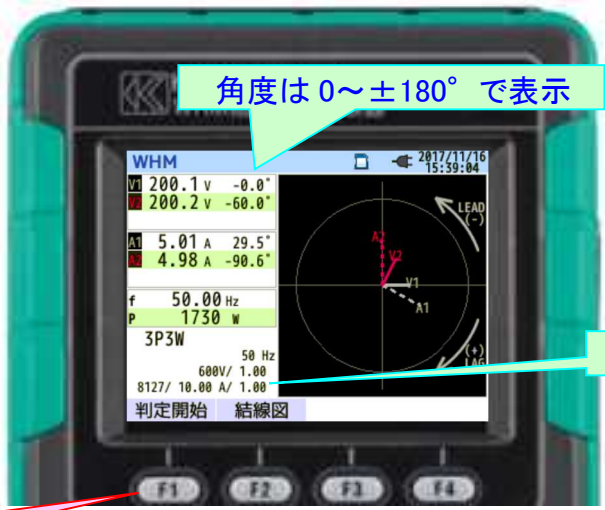 角度は 0～±180° で表示
WHM
2017/11/16
15:39:04
V1 200.1 V -0.0°
V2 200.2 V -60.0°
A1 5.01 A 29.5°
A2 4.98 A -90.6°
f 50.00 Hz
P 1730 W
3P3W
50 Hz
600V/ 1.00
8127/ 10.00 A/ 1.00
LEAD
(-)
A2
V2
V1
A1
(+)
LAG
判定開始 結線図
F1 F2 F3 F4